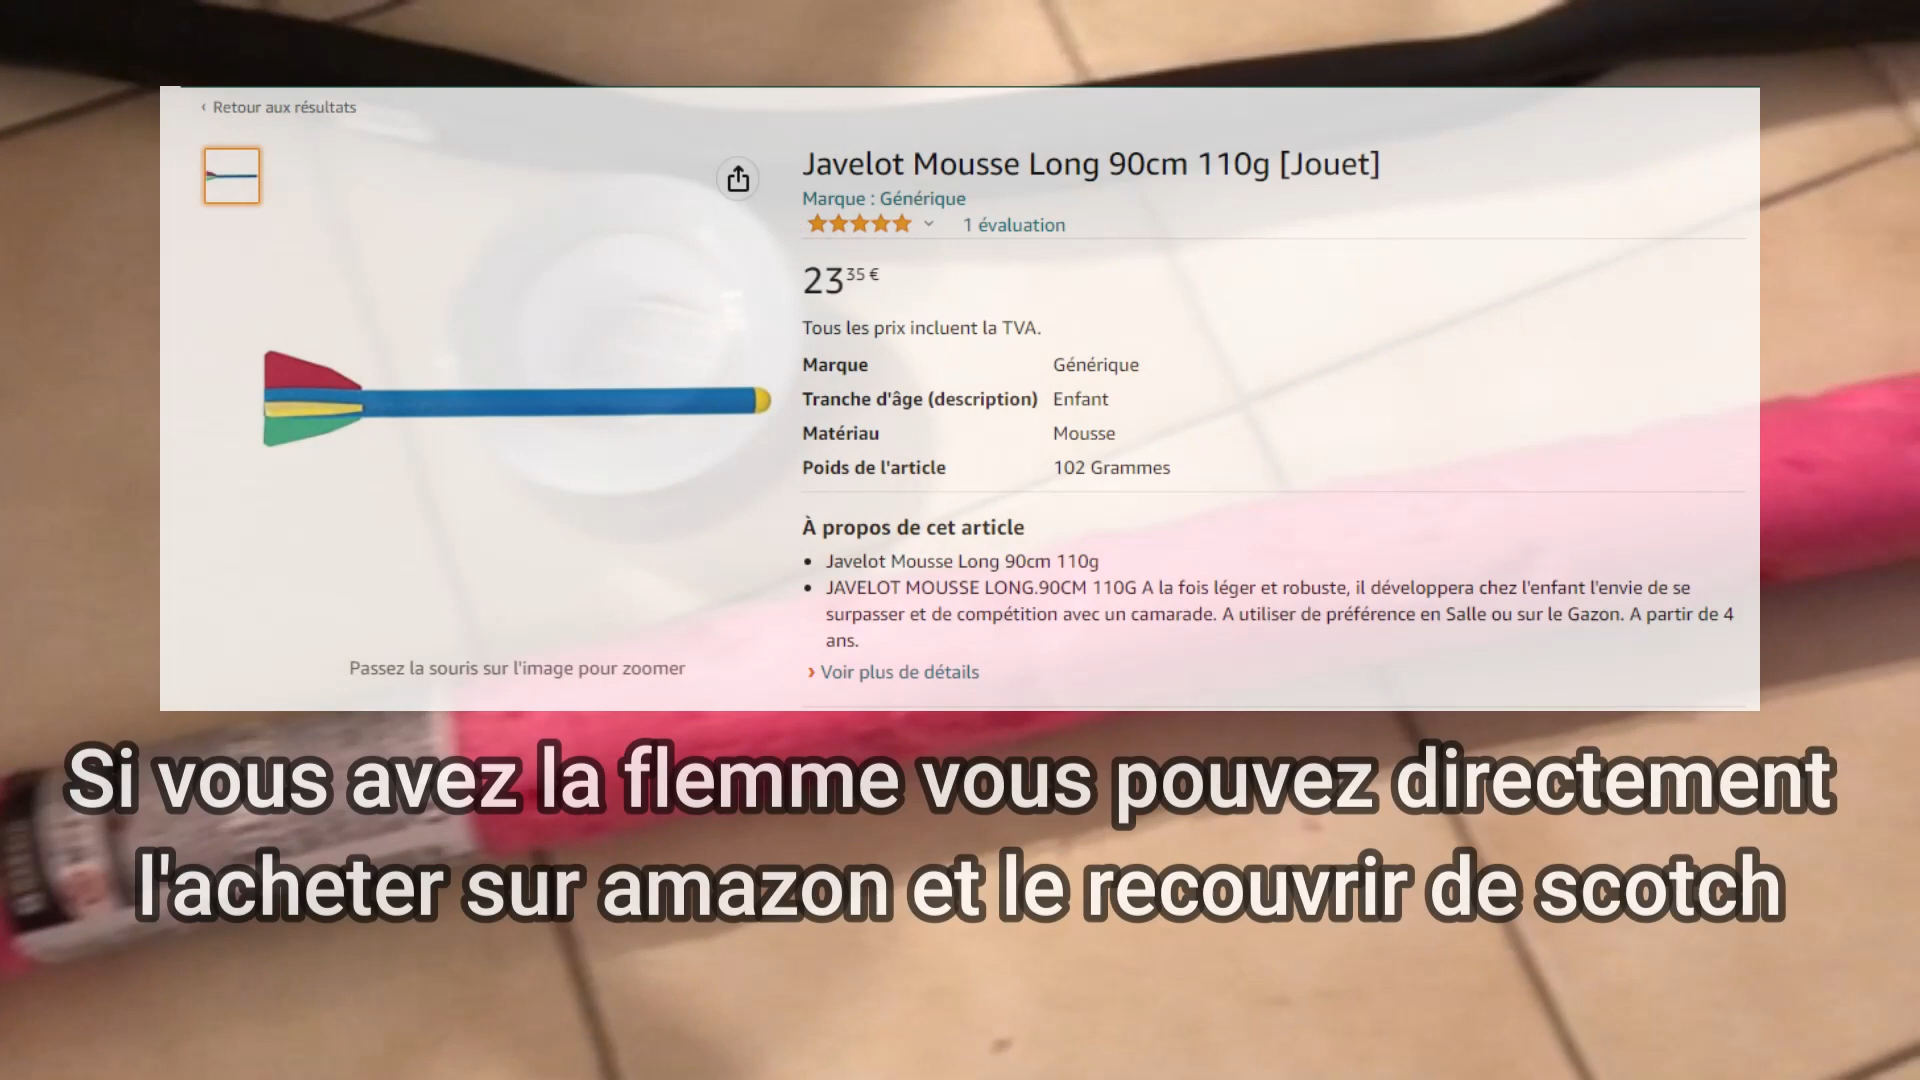 ‹ Retour aux résultats
Javelot Mousse Long 90cm 110g [Jouet]
Marque : Générique
1 évaluation
23 35 €
Tous les prix incluent la TVA.
Marque Générique
Tranche d'âge (description) Enfant
Matériau Mousse
Poids de l'article 102 Grammes
À propos de cet article
• Javelot Mousse Long 90cm 110g
• JAVELOT MOUSSE LONG.90CM 110G A la fois léger et robuste, il développera chez l'enfant l'envie de se
surpasser et de compétition avec un camarade. A utiliser de préférence en Salle ou sur le Gazon. A partir de 4
ans.
› Voir plus de détails
Passez la souris sur l'image pour zoomer
Si vous avez la flemme vous pouvez directement
l'acheter sur amazon et le recouvrir de scotch